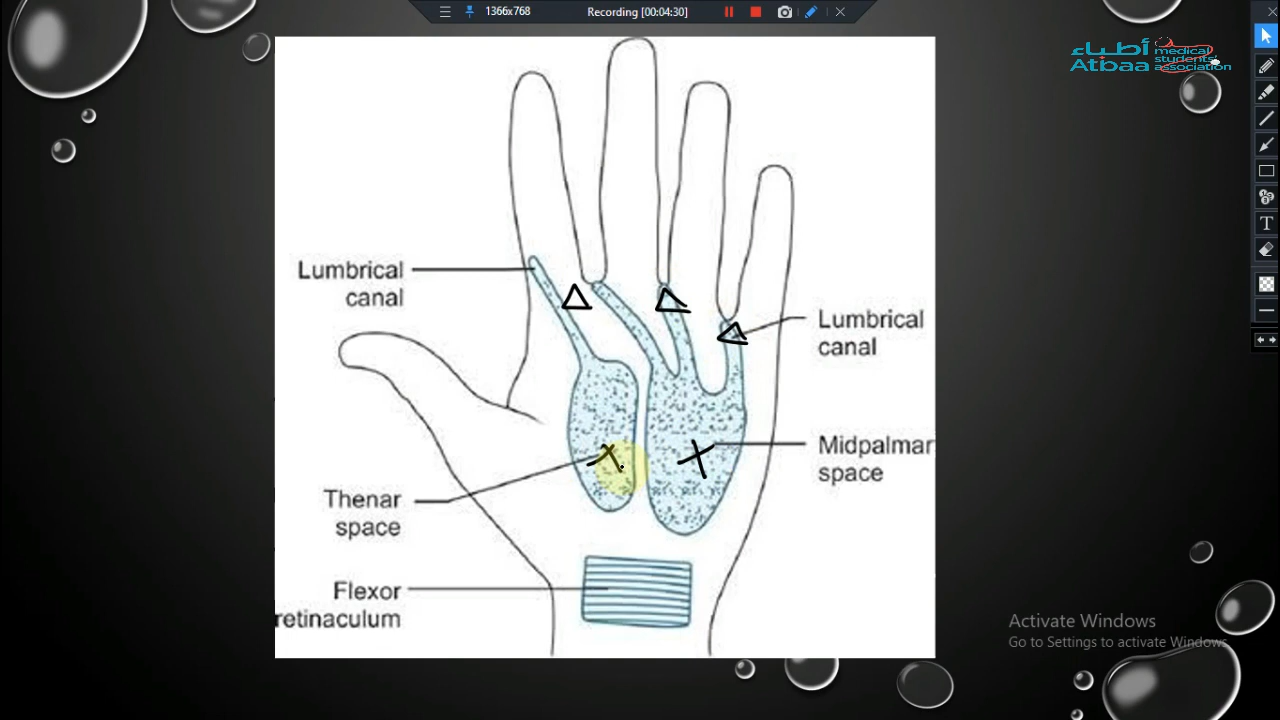 1366x768
Recording [00:04:30]
أطباء
Atibaa
medical
students'
association
T
Lumbrical
canal
Lumbrical
canal
Midpalmar
space
Thenar
space
Flexor
retinaculum
Activate Windows
Go to Settings to activate Windows.